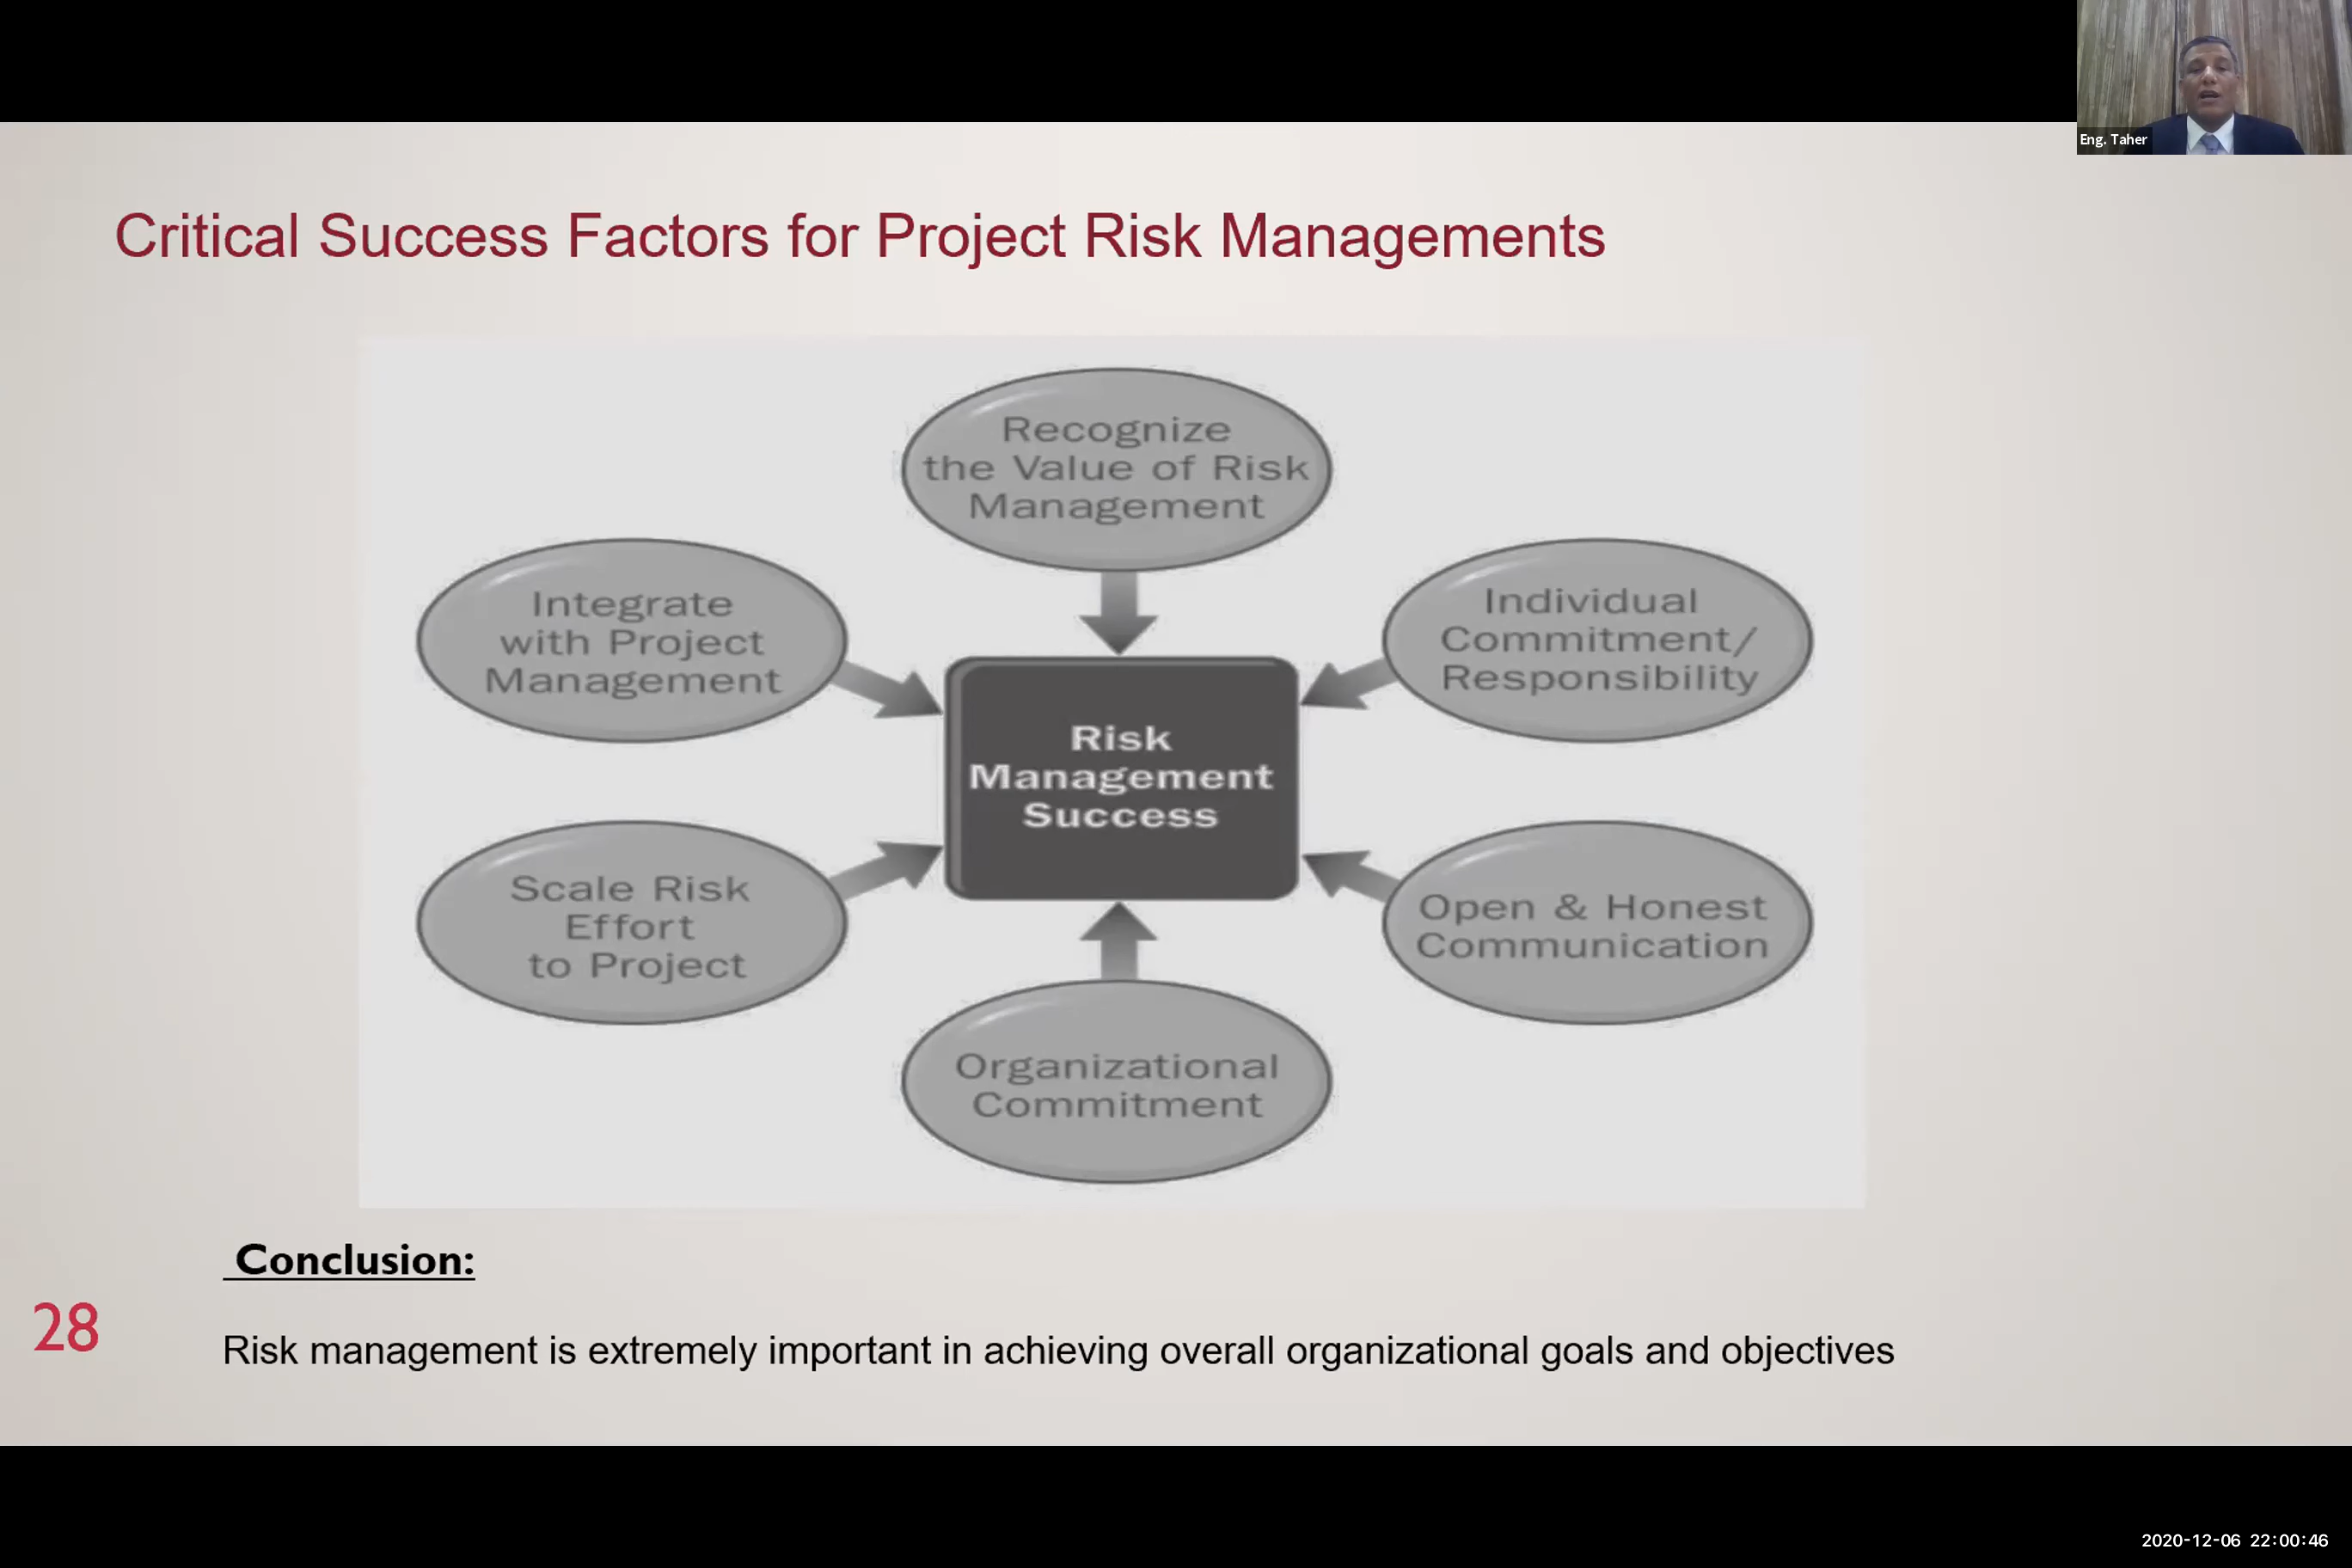 Eng. Taher
Critical Success Factors for Project Risk Managements
Recognize
the Value of Risk
Management
Integrate
with Project
Management
Individual
Commitment/
Responsibility
Risk
Management
Success
Scale Risk
Effort
to Project
Open & Honest
Communication
Organizational
Commitment
Conclusion:
28
Risk management is extremely important in achieving overall organizational goals and objectives
2020-12-06 22:00:46